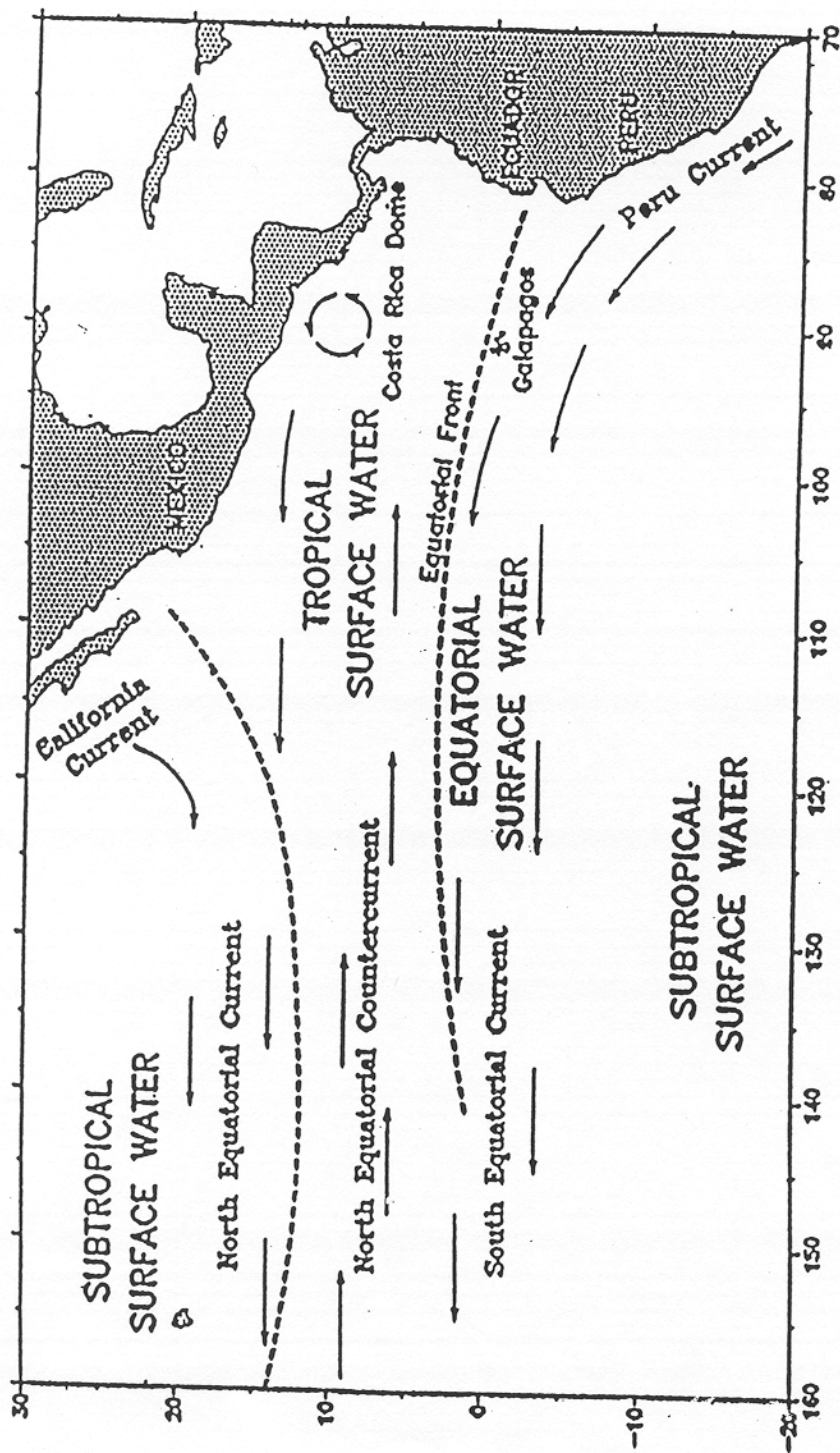 30
20
10
0
-10
-20
160
150
140
130
120
110
100
90
80
70
MEXICO
ECUADOR
PERU
California
Current
SUBTROPICAL
SURFACE WATER
North Equatorial Current
TROPICAL
SURFACE WATER
Costa Rica Dome
North Equatorial Countercurrent
Equatorial Front
Galapagos
EQUATORIAL
SURFACE WATER
South Equatorial Current
Peru Current
SUBTROPICAL
SURFACE WATER